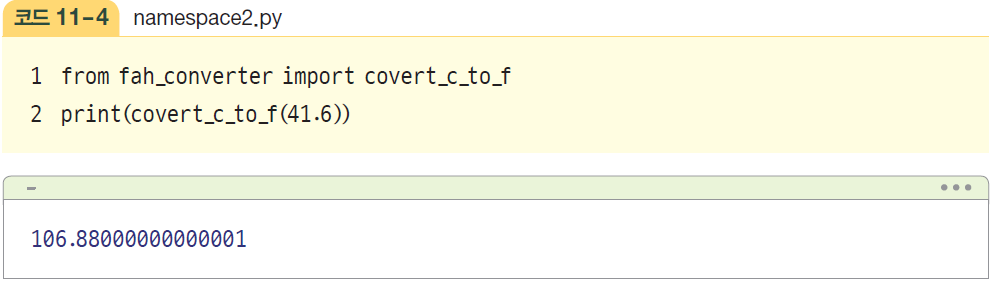 코드 11-4 namespace2.py
1 from fah_converter import covert_c_to_f
2 print(covert_c_to_f(41.6))
106.88000000000001